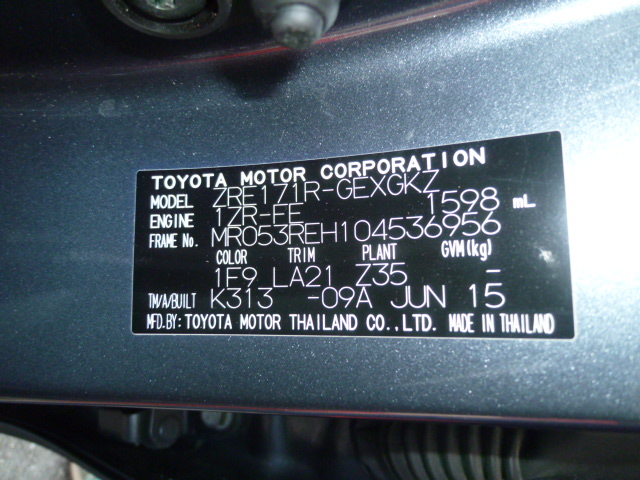 TOYOTA MOTOR CORPORATION
MODEL ZRE171R-GEXGKZ
ENGINE 1ZR-FE 1598 mL
FRAME No. MR053REH104536956
COLOR TRIM PLANT GVM(kg)
1F9 LA21 Z35 -
TM/A/BUILT K313 -09A JUN 15
MFD.BY: TOYOTA MOTOR THAILAND CO.,LTD. MADE IN THAILAND